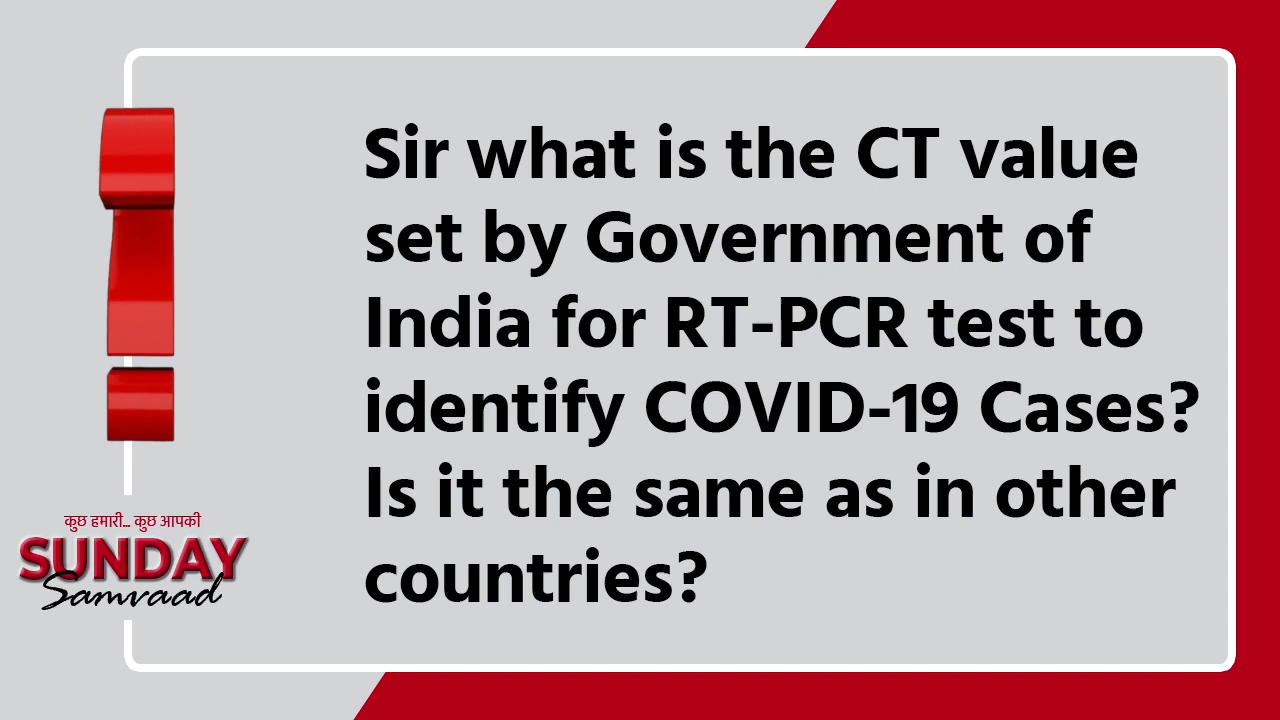 Sir what is the CT value
set by Government of
India for RT-PCR test to
identify COVID-19 Cases?
Is it the same as in other
countries?
कुछ हमारी... कुछ आपकी
SUNDAY
Samvaad